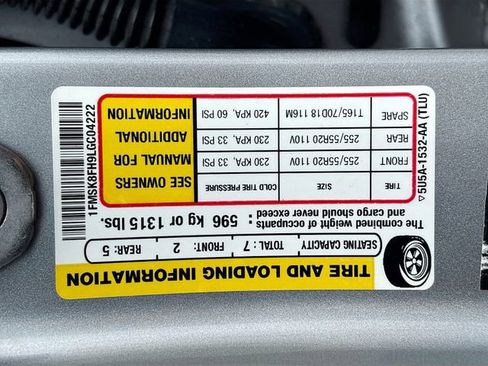 TIRE AND LOADING INFORMATION
SEATING CAPACITY TOTAL : 7 FRONT: 2 REAR: 5
The combined weight of occupants
and cargo should never exceed : 596 kg or 1315 lbs.
TIRE SIZE COLD TIRE PRESSURE
FRONT 255/55R20 110V 230 KPA, 33 PSI
REAR 255/55R20 110V 230 KPA, 33 PSI
SPARE T165/70D18 116M 420 KPA, 60 PSI
SEE OWNERS
MANUAL FOR
ADDITIONAL
INFORMATION
5U5A-1532-AA (TLU)
1FMSK8FH9LGC04222